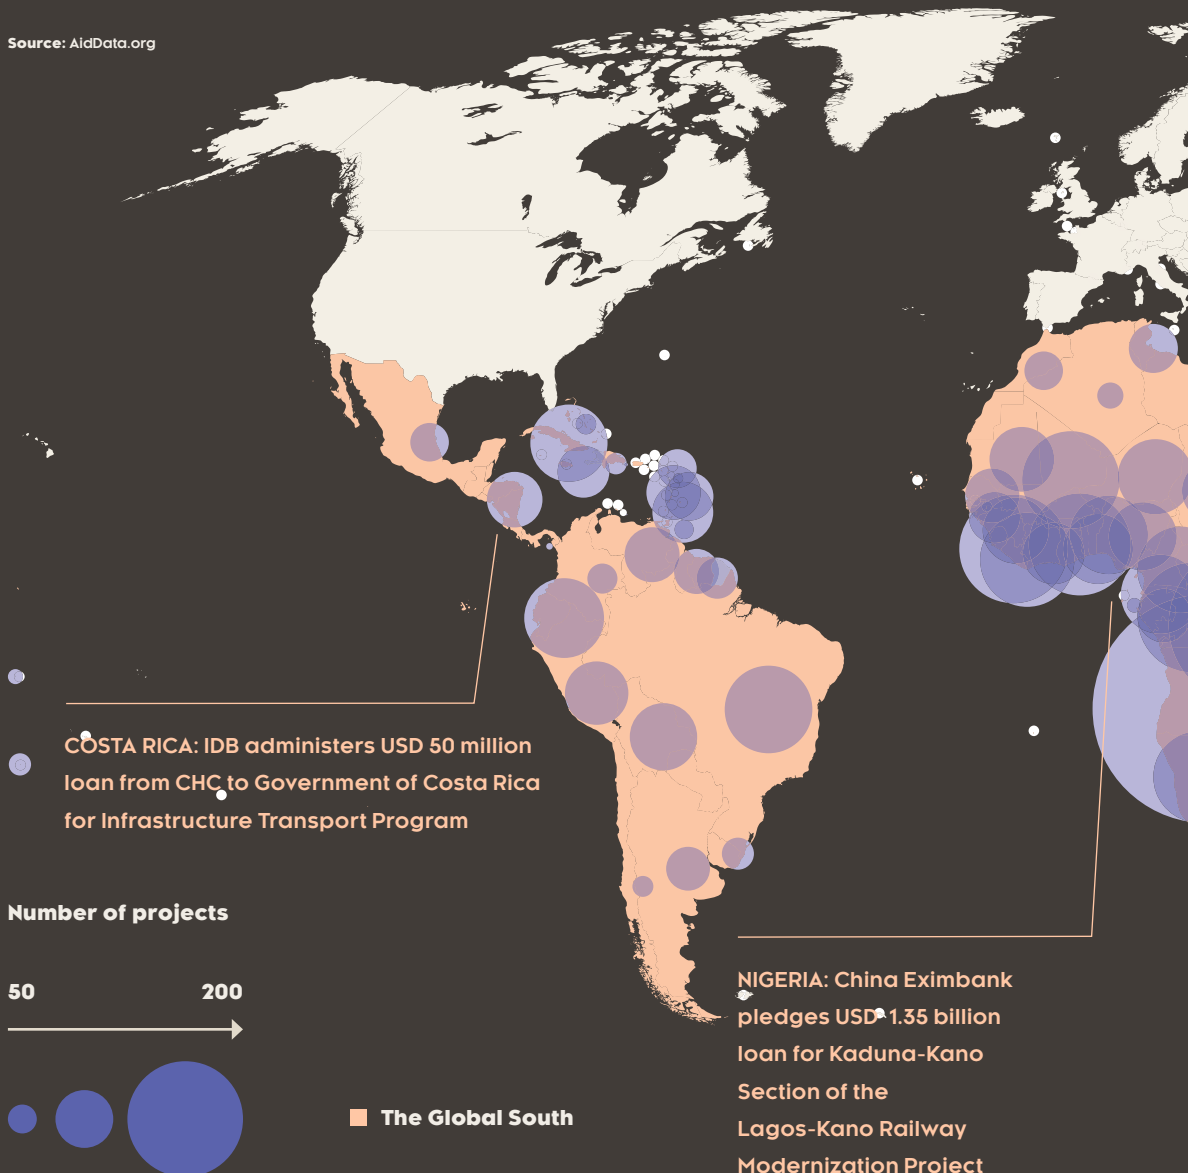 Source: AidData.org
COSTA RICA: IDB administers USD 50 million
loan from CHC to Government of Costa Rica
for Infrastructure Transport Program
Number of projects
50 200
The Global South
NIGERIA: China Eximbank
pledges USD 1.35 billion
loan for Kaduna-Kano
Section of the
Lagos-Kano Railway
Modernization Project